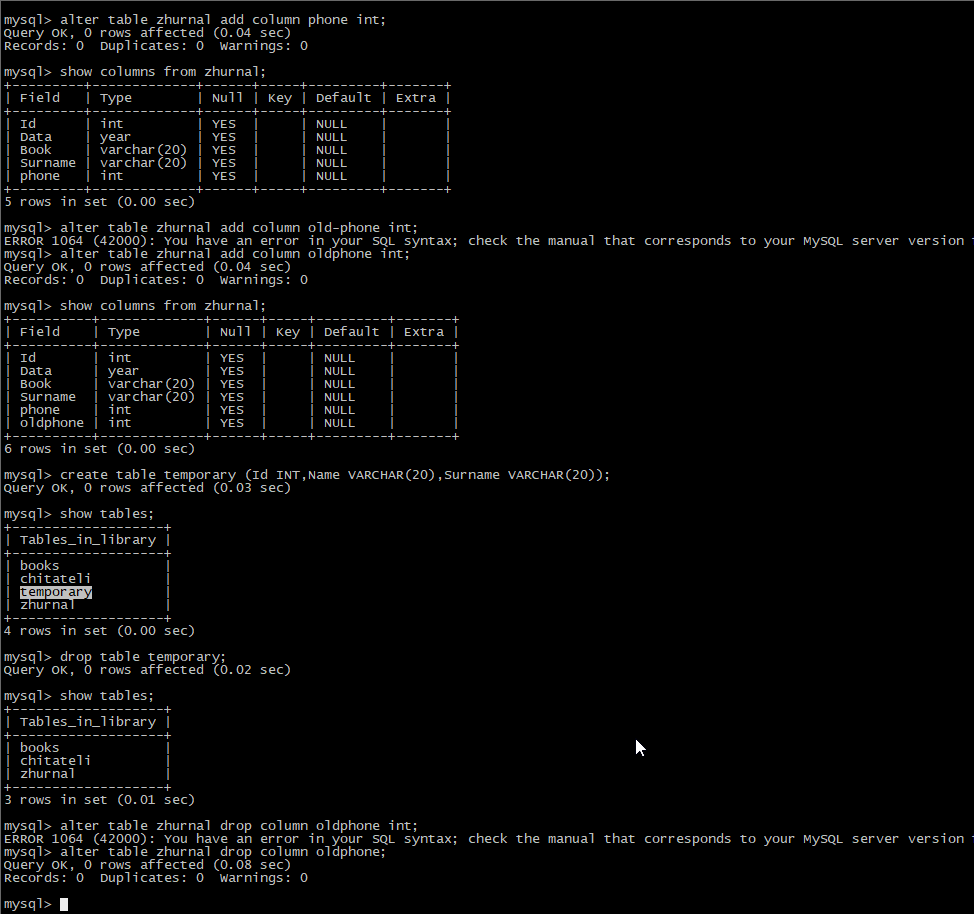 mysql> alter table zhurnal add column phone int;
Query OK, 0 rows affected (0.04 sec)
Records: 0  Duplicates: 0  Warnings: 0

mysql> show columns from zhurnal;
+---------+-------------+------+-----+---------+-------+
| Field   | Type        | Null | Key | Default | Extra |
+---------+-------------+------+-----+---------+-------+
| Id      | int         | YES  |     | NULL    |       |
| Data    | year        | YES  |     | NULL    |       |
| Book    | varchar(20) | YES  |     | NULL    |       |
| Surname | varchar(20) | YES  |     | NULL    |       |
| phone   | int         | YES  |     | NULL    |       |
+---------+-------------+------+-----+---------+-------+
5 rows in set (0.00 sec)

mysql> alter table zhurnal add column old-phone int;
ERROR 1064 (42000): You have an error in your SQL syntax; check the manual that corresponds to your MySQL server version
mysql> alter table zhurnal add column oldphone int;
Query OK, 0 rows affected (0.04 sec)
Records: 0  Duplicates: 0  Warnings: 0

mysql> show columns from zhurnal;
+----------+-------------+------+-----+---------+-------+
| Field    | Type        | Null | Key | Default | Extra |
+----------+-------------+------+-----+---------+-------+
| Id       | int         | YES  |     | NULL    |       |
| Data     | year        | YES  |     | NULL    |       |
| Book     | varchar(20) | YES  |     | NULL    |       |
| Surname  | varchar(20) | YES  |     | NULL    |       |
| phone    | int         | YES  |     | NULL    |       |
| oldphone | int         | YES  |     | NULL    |       |
+----------+-------------+------+-----+---------+-------+
6 rows in set (0.00 sec)

mysql> create table temporary (Id INT,Name VARCHAR(20),Surname VARCHAR(20));
Query OK, 0 rows affected (0.03 sec)

mysql> show tables;
+-------------------+
| Tables_in_library |
+-------------------+
| books             |
| chitateli         |
| temporary         |
| zhurnal           |
+-------------------+
4 rows in set (0.00 sec)

mysql> drop table temporary;
Query OK, 0 rows affected (0.02 sec)

mysql> show tables;
+-------------------+
| Tables_in_library |
+-------------------+
| books             |
| chitateli         |
| zhurnal           |
+-------------------+
3 rows in set (0.01 sec)

mysql> alter table zhurnal drop column oldphone int;
ERROR 1064 (42000): You have an error in your SQL syntax; check the manual that corresponds to your MySQL server version
mysql> alter table zhurnal drop column oldphone;
Query OK, 0 rows affected (0.08 sec)
Records: 0  Duplicates: 0  Warnings: 0

mysql>